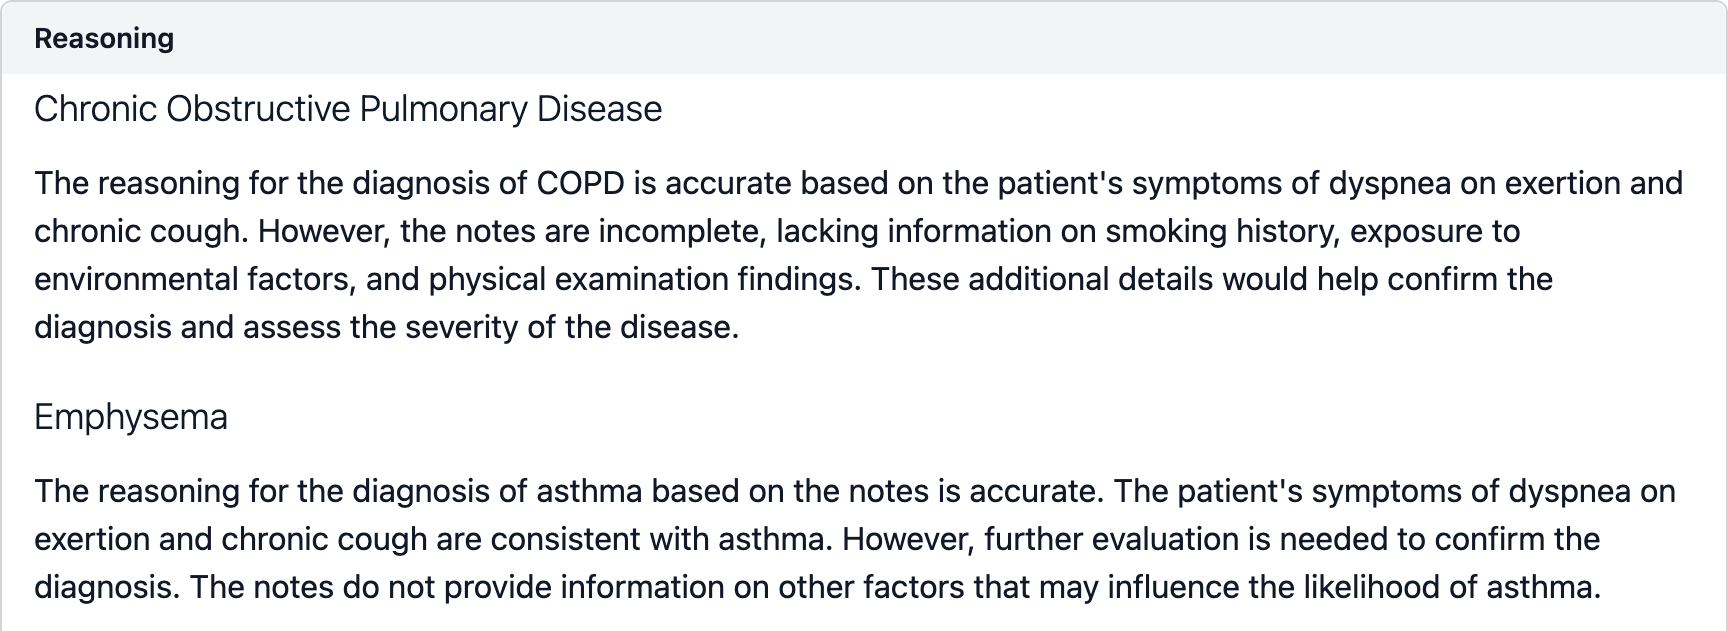 Reasoning
Chronic Obstructive Pulmonary Disease
The reasoning for the diagnosis of COPD is accurate based on the patient's symptoms of dyspnea on exertion and
chronic cough. However, the notes are incomplete, lacking information on smoking history, exposure to
environmental factors, and physical examination findings. These additional details would help confirm the
diagnosis and assess the severity of the disease.
Emphysema
The reasoning for the diagnosis of asthma based on the notes is accurate. The patient's symptoms of dyspnea on
exertion and chronic cough are consistent with asthma. However, further evaluation is needed to confirm the
diagnosis. The notes do not provide information on other factors that may influence the likelihood of asthma.